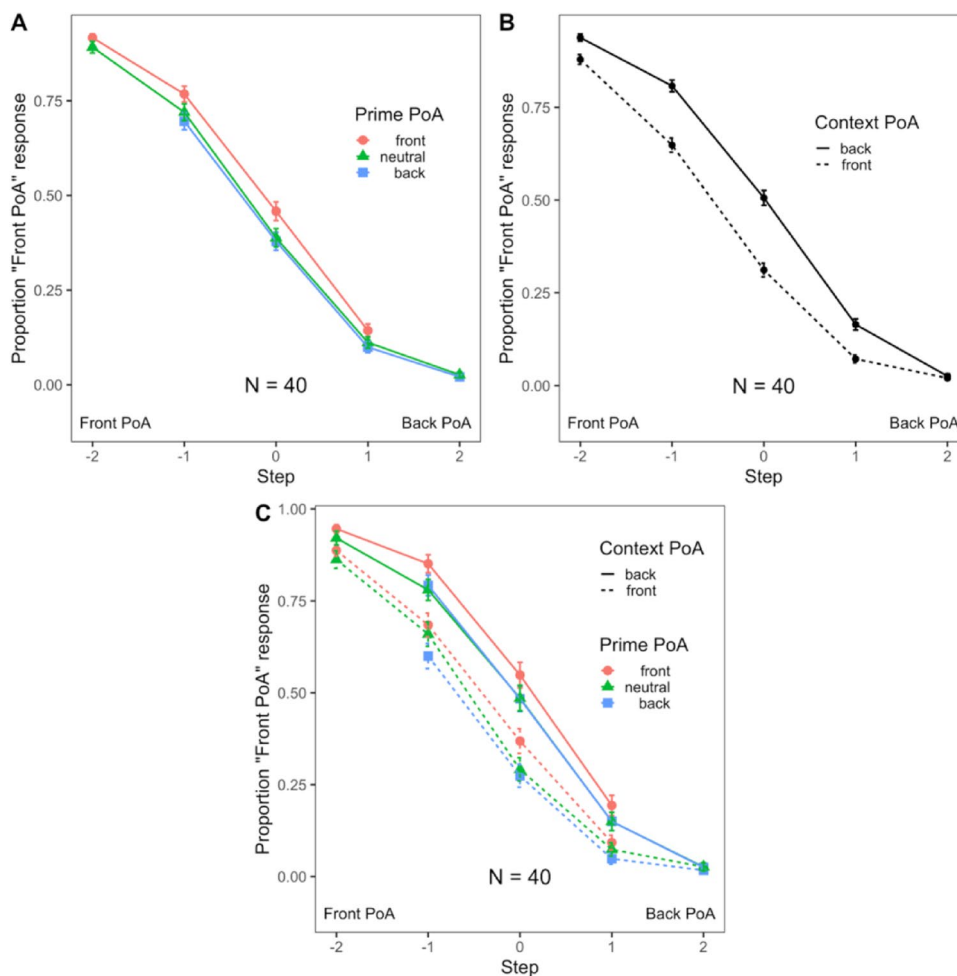 A
Proportion "Front PoA" response
0.75
0.50
0.25
0.00
Prime PoA
front
neutral
back
N = 40
Front PoA
Back PoA
-2
-1
0
1
2
Step
B
Proportion "Front PoA" response
0.75
0.50
0.25
0.00
Context PoA
back
front
N = 40
Front PoA
Back PoA
-2
-1
0
1
2
Step
C
Proportion "Front PoA" response
1.00
0.75
0.50
0.25
0.00
Context PoA
back
front
Prime PoA
front
neutral
back
N = 40
Front PoA
Back PoA
-2
-1
0
1
2
Step